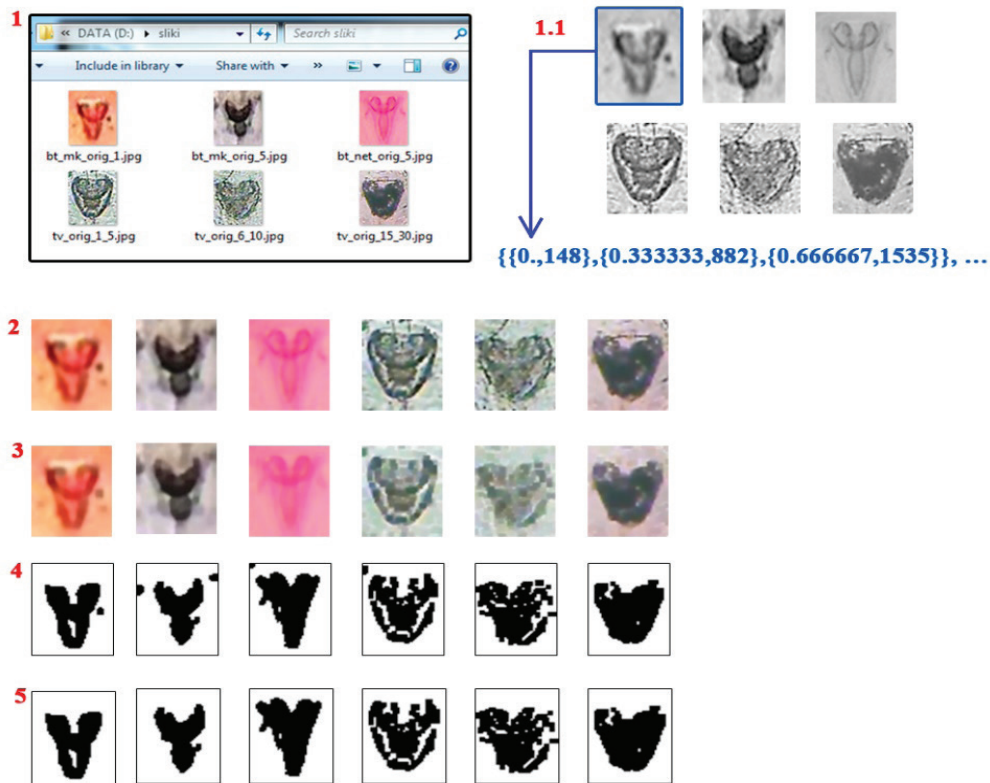 1
« DATA (D:) ▸ sliki
Search sliki
Include in library
Share with
»
bt_mk_orig_1.jpg
bt_mk_orig_5.jpg
bt_net_orig_5.jpg
tv_orig_1_5.jpg
tv_orig_6_10.jpg
tv_orig_15_30.jpg
1.1
{{0.,148},{0.333333,882},{0.666667,1535}}, ...
2
3
4
5